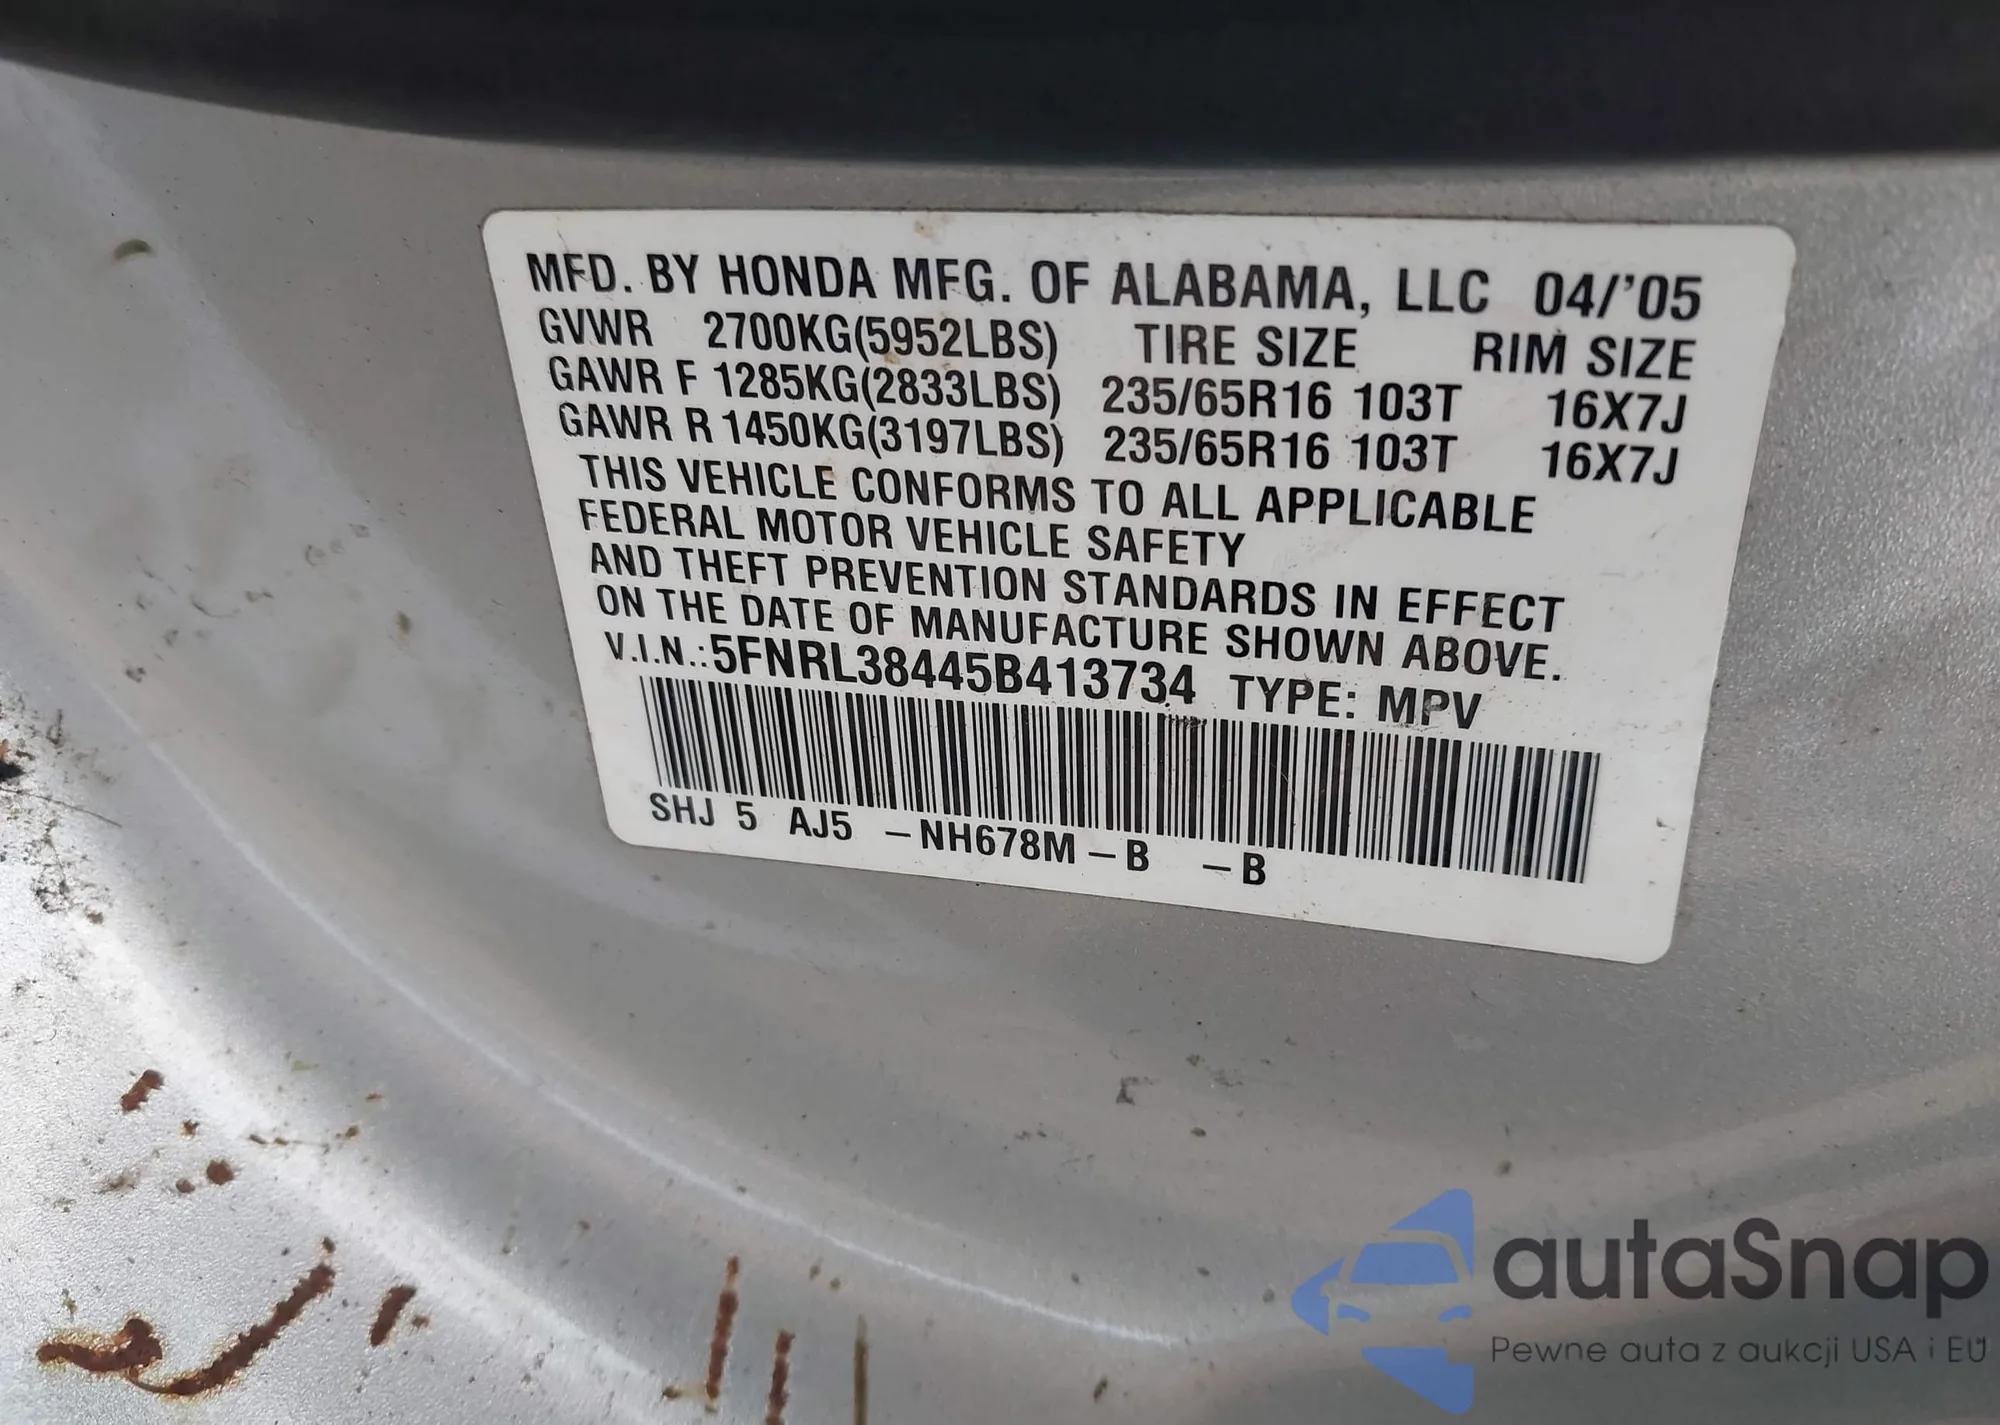 MFD. BY HONDA MFG. OF ALABAMA, LLC 04/'05
GVWR 2700KG(5952LBS) TIRE SIZE RIM SIZE
GAWR F 1285KG(2833LBS) 235/65R16 103T 16X7J
GAWR R 1450KG(3197LBS) 235/65R16 103T 16X7J
THIS VEHICLE CONFORMS TO ALL APPLICABLE
FEDERAL MOTOR VEHICLE SAFETY
AND THEFT PREVENTION STANDARDS IN EFFECT
ON THE DATE OF MANUFACTURE SHOWN ABOVE.
V.I.N.:5FNRL38445B413734 TYPE: MPV
SHJ 5 AJ5 -NH678M-B -B
autaSnap
Pewne auta z aukcji USA i EU